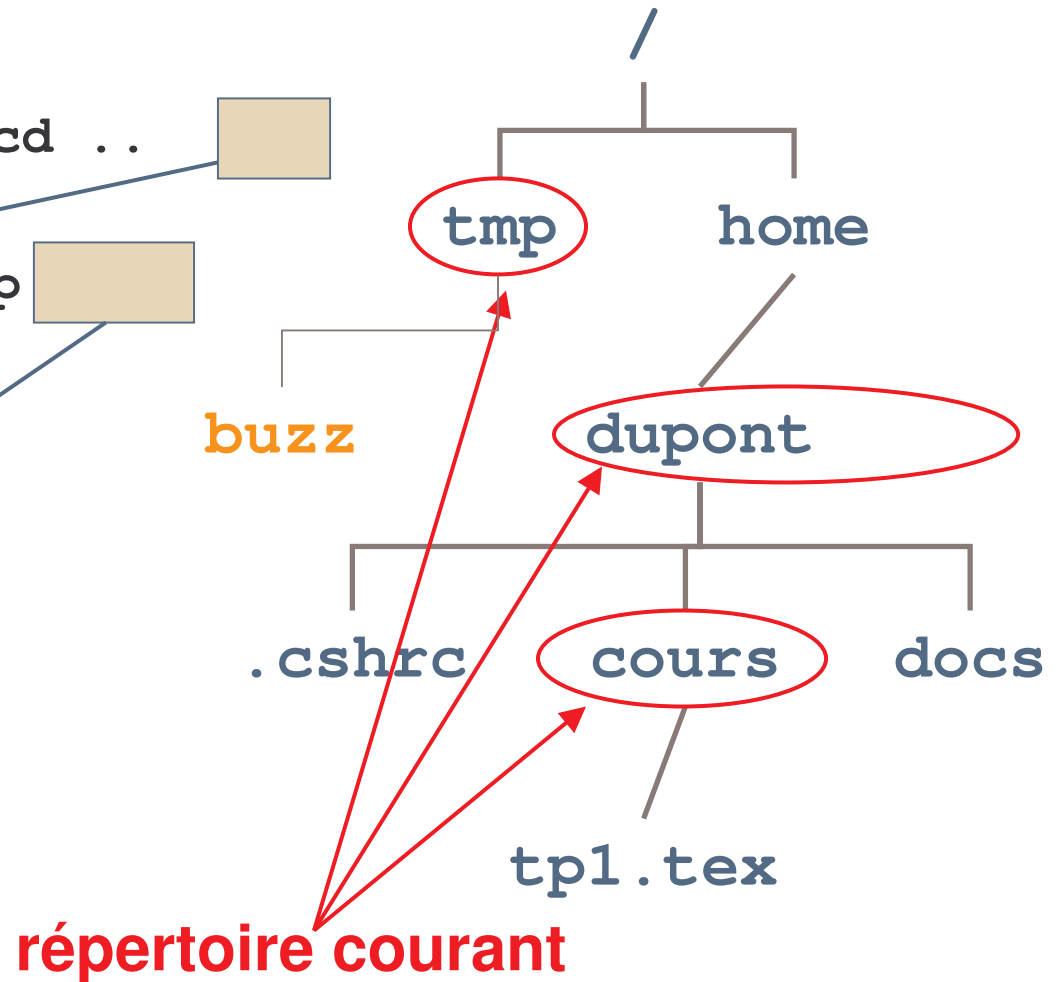 /
cd ..
tmp home
p
buzz dupont
.cshrc cours docs
tp1.tex
répertoire courant